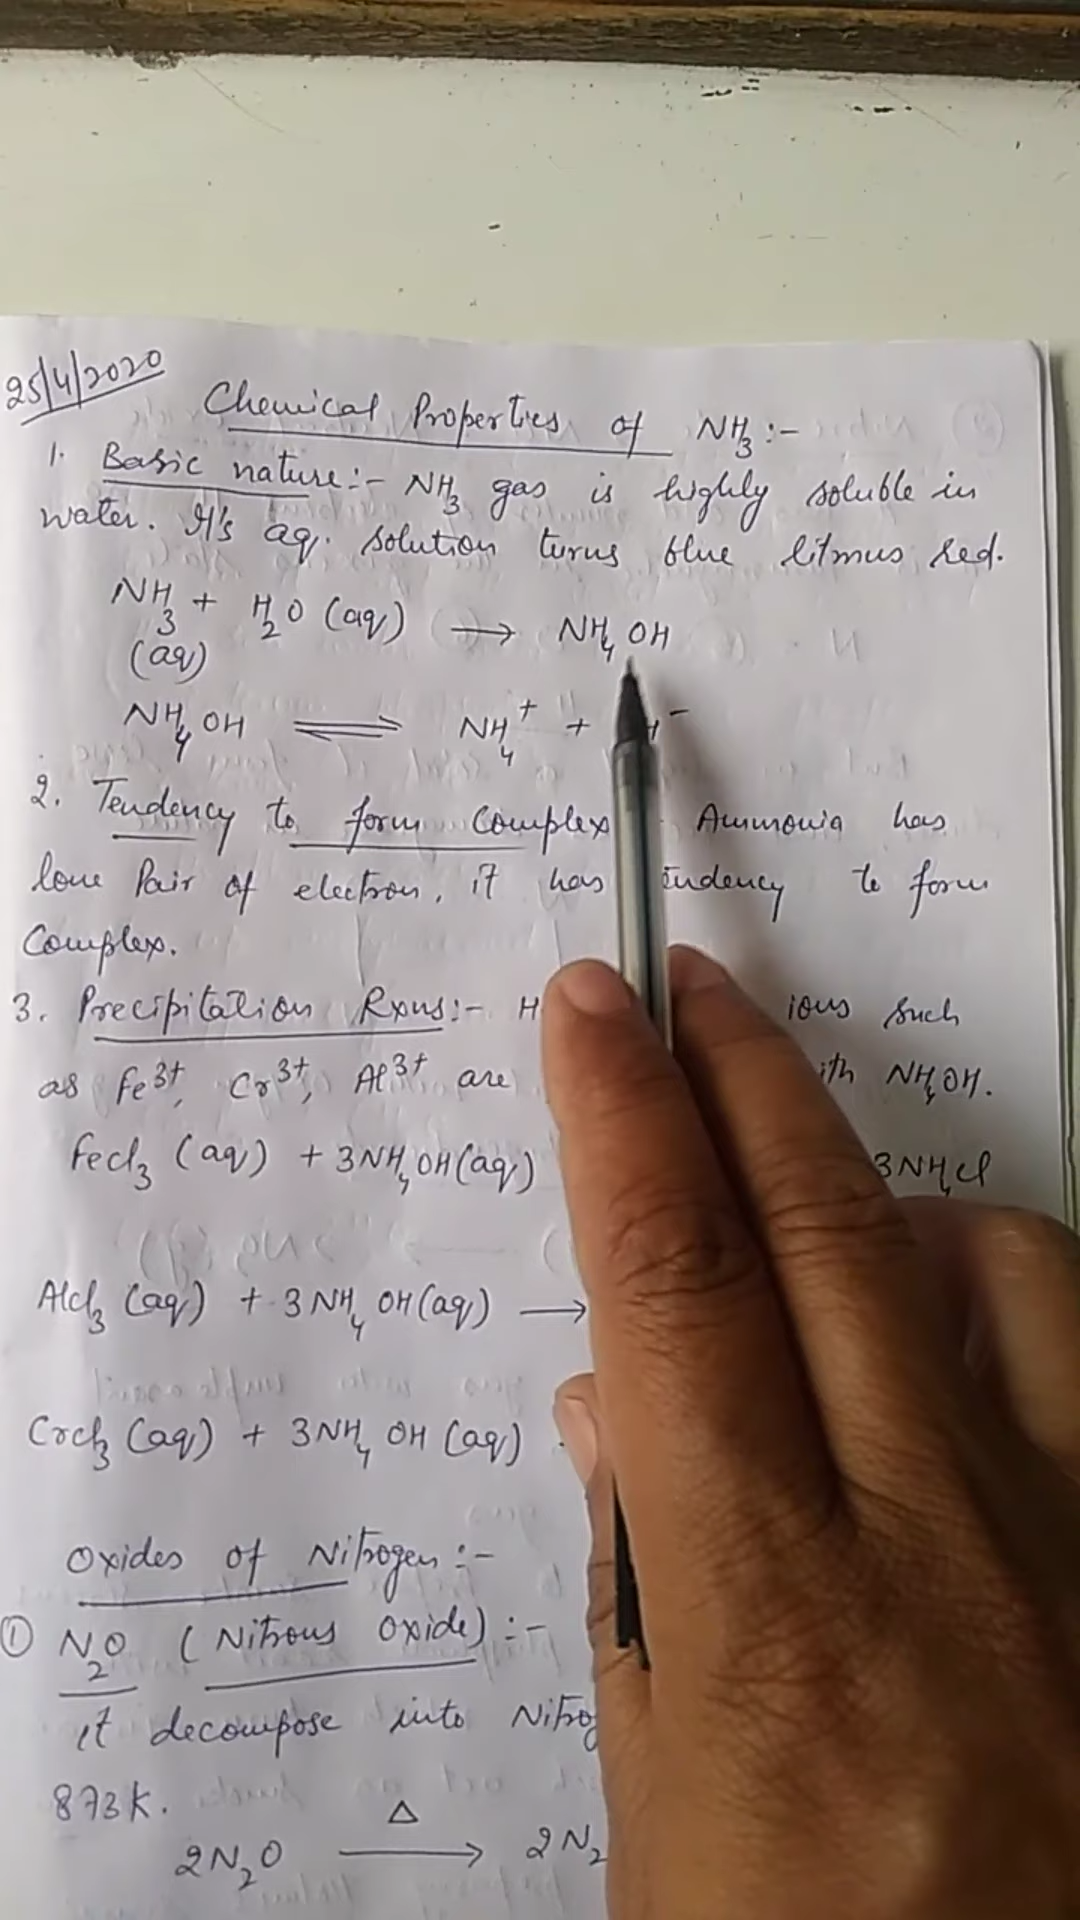 25/4/2020
Chemical Properties of NH3 :-
1. Basic nature :- NH3 gas is highly soluble in
water. It's aq. solution turns blue litmus red.
NH3 + H2O (aq) → NH4OH
(aq)
NH4OH ⇌ NH4+ + H-
2. Tendency to form Complex Ammonia has
lone Pair of electron, it has tendency to form
Complex.
3. Precipitation Rxns :- H ions such
as Fe3+, Cr3+, Al3+ are with NH4OH.
FeCl3 (aq) + 3NH4OH(aq) 3NH4Cl
AlCl3 (aq) + 3NH4OH(aq) →
CrCl3 (aq) + 3NH4OH (aq)
Oxides of Nitrogen :-
① N2O (Nitrous Oxide) :-
it decompose into Nitrog
873K.
Δ
2N2O → 2N2